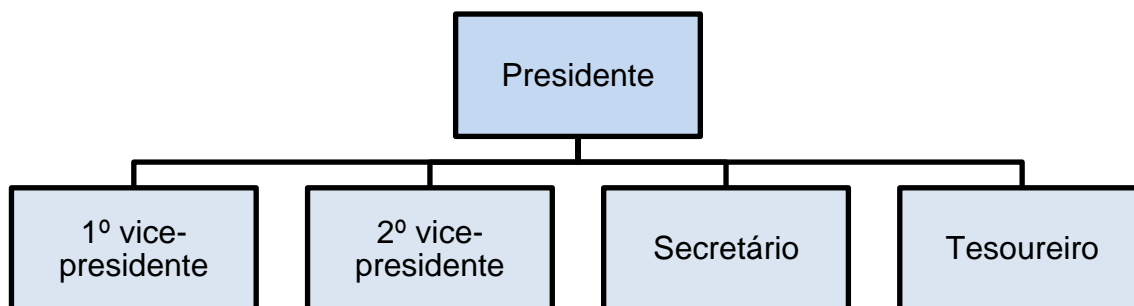 Presidente
1º vice-
presidente
2º vice-
presidente
Secretário
Tesoureiro